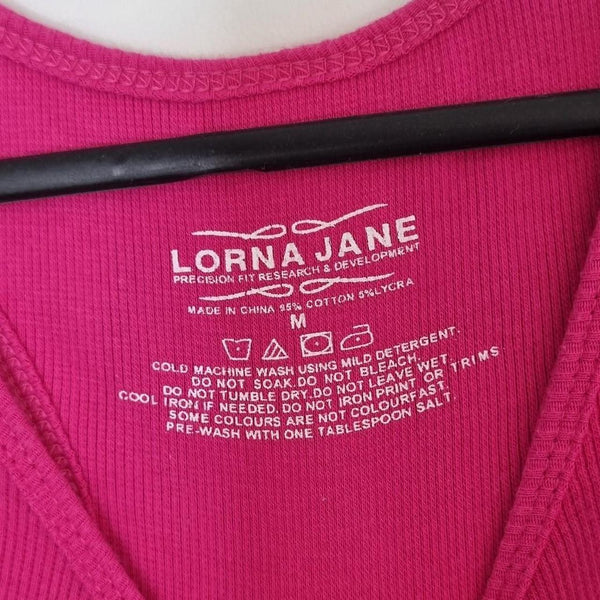 LORNA JANE
PRECISION FIT RESEARCH & DEVELOPMENT
MADE IN CHINA 95% COTTON 5%LYCRA
M
COLD MACHINE WASH USING MILD DETERGENT.
DO NOT SOAK.DO NOT BLEACH.
DO NOT TUMBLE DRY.DO NOT LEAVE WET.
COOL IRON IF NEEDED. DO NOT IRON PRINT OR TRIMS
SOME COLOURS ARE NOT COLOURFAST.
PRE-WASH WITH ONE TABLESPOON SALT.